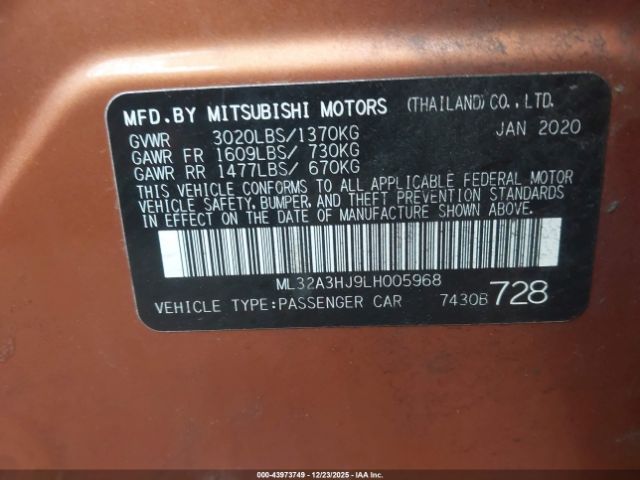 MFD.BY MITSUBISHI MOTORS (THAILAND) CO., LTD.
GVWR 3020LBS/1370KG JAN 2020
GAWR FR 1609LBS/ 730KG
GAWR RR 1477LBS/ 670KG
THIS VEHICLE CONFORMS TO ALL APPLICABLE FEDERAL MOTOR
VEHICLE SAFETY, BUMPER, AND THEFT PREVENTION STANDARDS
IN EFFECT ON THE DATE OF MANUFACTURE SHOWN ABOVE.
ML32A3HJ9LH005968
VEHICLE TYPE:PASSENGER CAR 7430B 728
000-43973749 - 12/23/2025 - IAAI.CA